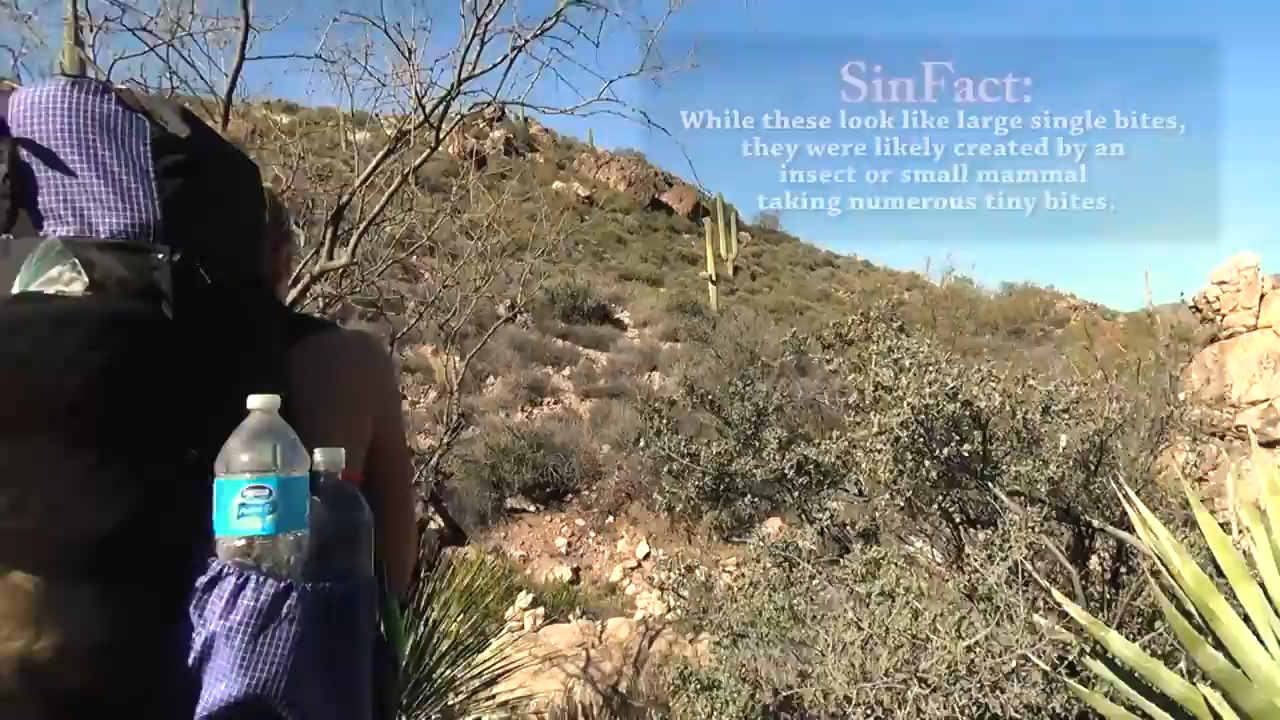 SinFact:
While these look like large single bites,
they were likely created by an
insect or small mammal
taking numerous tiny bites.